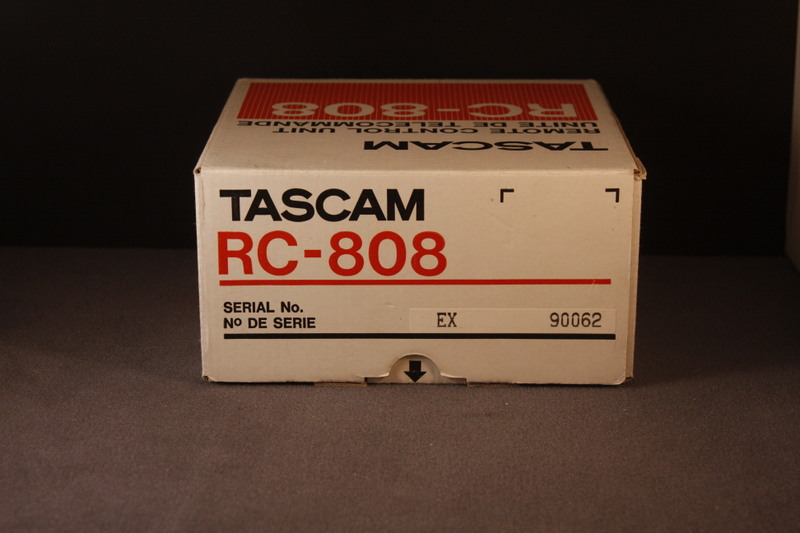 RC-808
REMOTE CONTROL UNIT
UNITE DE TELECOMMANDE
TASCAM
TASCAM
RC-808
SERIAL No.
Nº DE SERIE
EX 90062